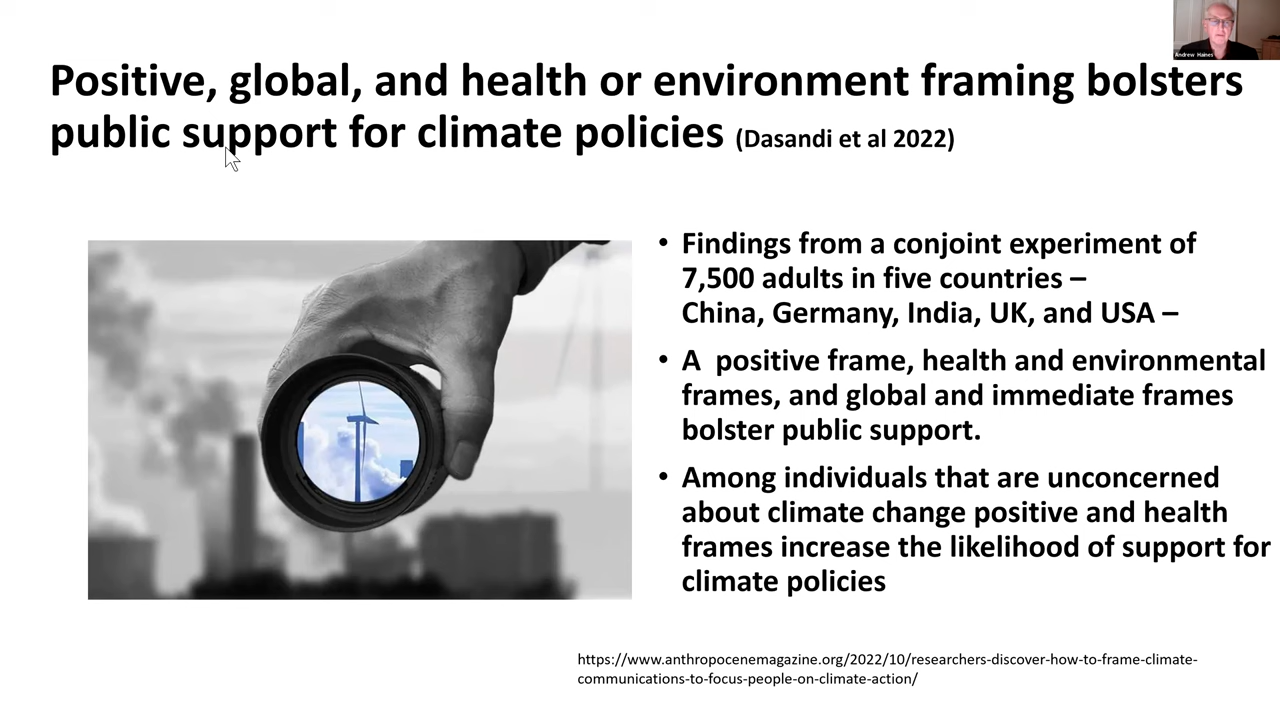 Andrew Haines
Positive, global, and health or environment framing bolsters
public support for climate policies (Dasandi et al 2022)
• Findings from a conjoint experiment of
7,500 adults in five countries –
China, Germany, India, UK, and USA –
• A  positive frame, health and environmental
frames, and global and immediate frames
bolster public support.
• Among individuals that are unconcerned
about climate change positive and health
frames increase the likelihood of support for
climate policies
https://www.anthropocenemagazine.org/2022/10/researchers-discover-how-to-frame-climate-
communications-to-focus-people-on-climate-action/